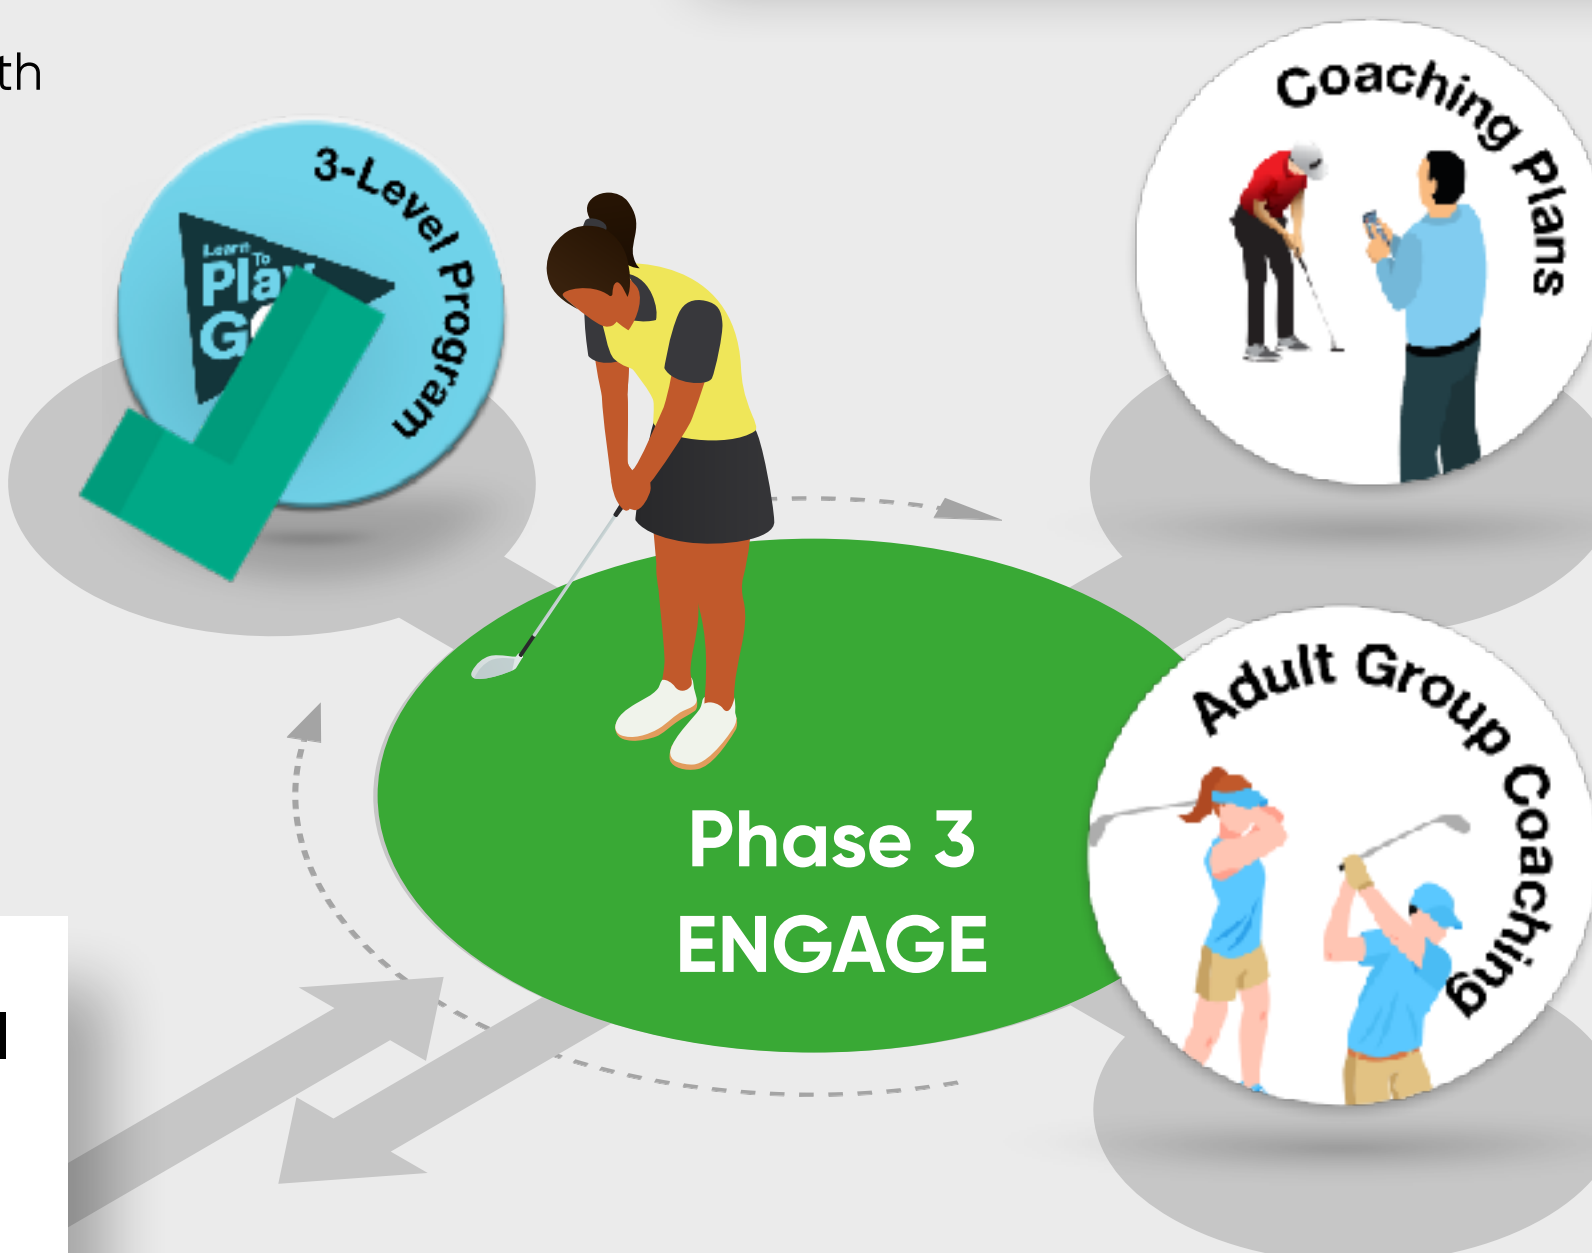 th
3-Level Program
Learn
To
Play
Coaching Plans
Phase 3
ENGAGE
Adult Group Coaching